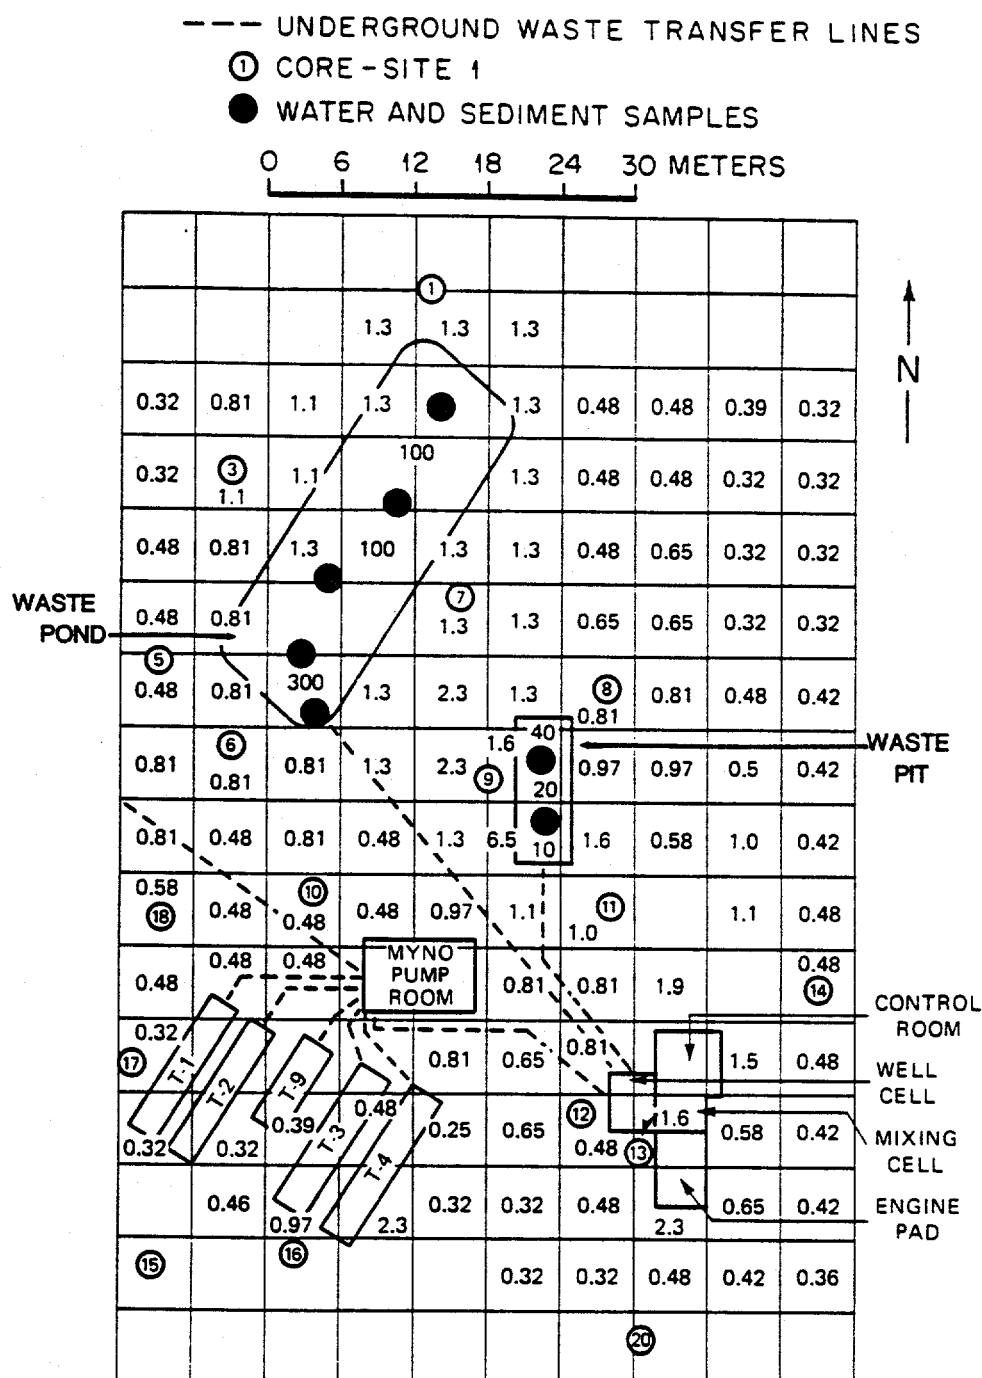 UNDERGROUND WASTE TRANSFER LINES
1 CORE-SITE 1
WATER AND SEDIMENT SAMPLES
0 6 12 18 24 30 METERS
1
1.3 1.3 1.3
N
0.32 0.81 1.1 1.3 1.3 0.48 0.48 0.39 0.32
100
0.32 3 1.1 1.3 0.48 0.48 0.32 0.32
1.1
0.48 0.81 1.3 100 1.3 1.3 0.48 0.65 0.32 0.32
7
WASTE POND
0.48 0.81 1.3 1.3 0.65 0.65 0.32 0.32
5
0.48 0.81 300 1.3 2.3 1.3 8 0.81 0.48 0.42
0.81
40
6 1.6
WASTE PIT
0.81 0.81 0.81 1.3 2.3 9 0.97 0.97 0.5 0.42
20
0.81 0.48 0.81 0.48 1.3 6.5 10 1.6 0.58 1.0 0.42
0.58
18 0.48 10 0.48 0.48 0.97 1.1 11 1.1 0.48
1.0
MYNO
PUMP
ROOM
0.48 0.48 0.48 0.81 0.81 1.9 0.48
14
CONTROL
ROOM
0.32 0.81 0.65 0.81 1.5 0.48
17
T-1 T-2 T-9 T-3 T-4
WELL
CELL
0.32 0.32 0.39 0.48 0.25 0.65 12 1.6 0.58 0.42
0.48 13
MIXING
CELL
0.46 0.97 2.3 0.32 0.32 0.48 2.3 0.65 0.42
ENGINE
PAD
15 16 0.32 0.32 0.48 0.42 0.36
20